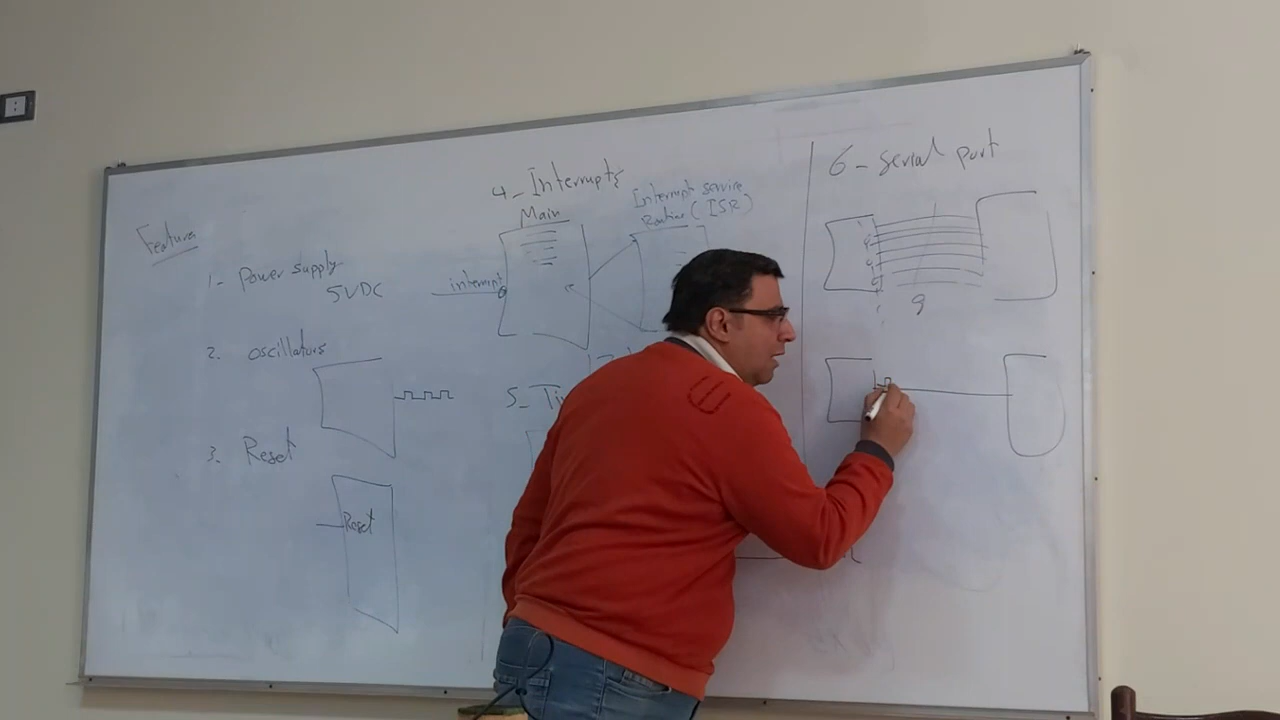 Features
1- Power supply
5VDC
2. oscillators
3. Reset
Reset
4- Interrupts
Main
Interrupt service
Routine (ISR)
interrupt
5- Ti
6- serial port
9